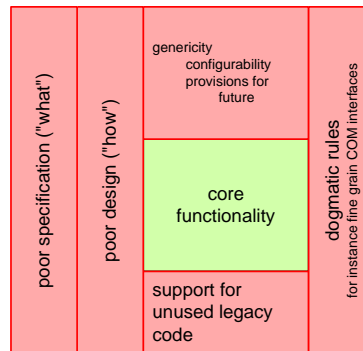 poor specification ("what")
poor design ("how")
genericity
configurability
provisions for
future
core
functionality
support for
unused legacy
code
dogmatic rules
for instance fine grain COM interfaces